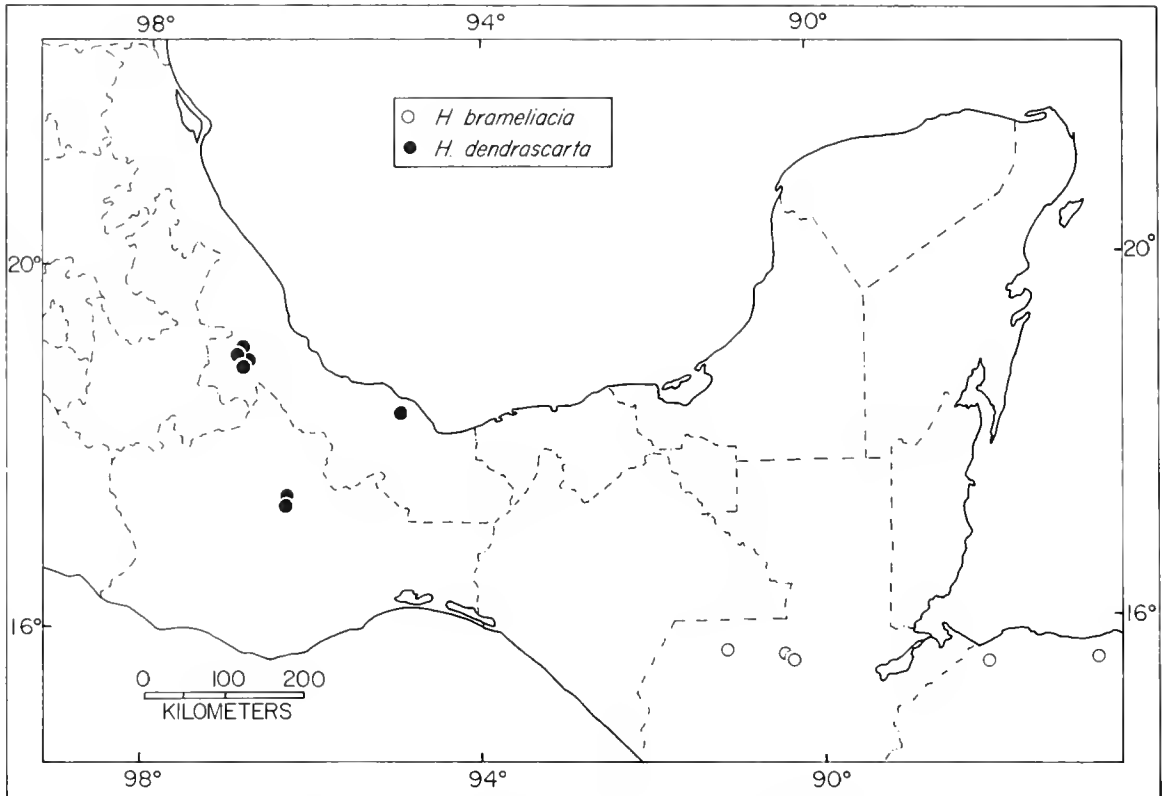 98° 94° 90°
○ H brameliacia
● H. dendrascarta
20° 20°
16° 16°
0 100 200
KILOMETERS
98° 94° 90°